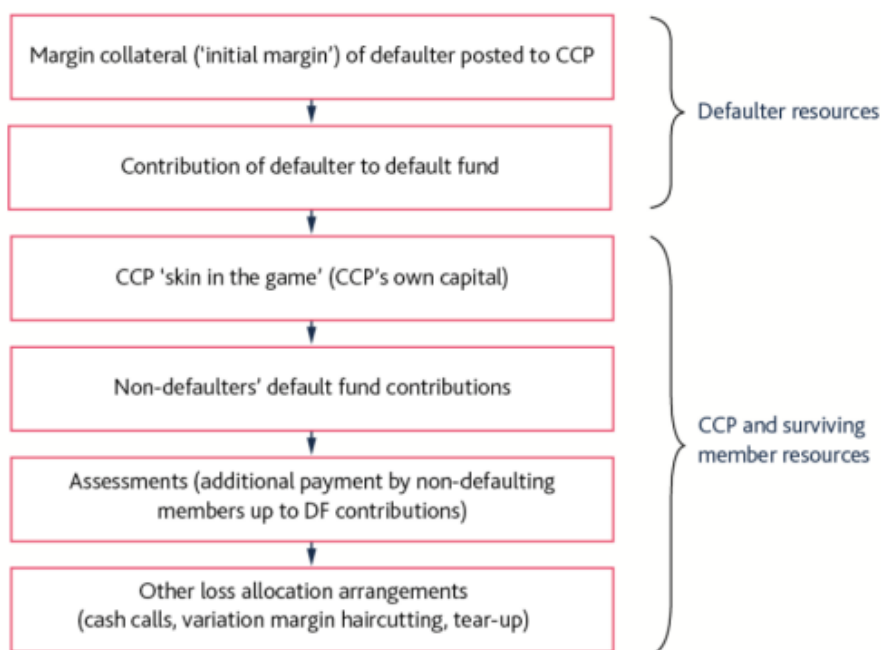 Margin collateral (‘initial margin’) of defaulter posted to CCP
Defaulter resources
Contribution of defaulter to default fund
CCP ‘skin in the game’ (CCP’s own capital)
Non-defaulters’ default fund contributions
CCP and surviving
member resources
Assessments (additional payment by non-defaulting
members up to DF contributions)
Other loss allocation arrangements
(cash calls, variation margin haircutting, tear-up)